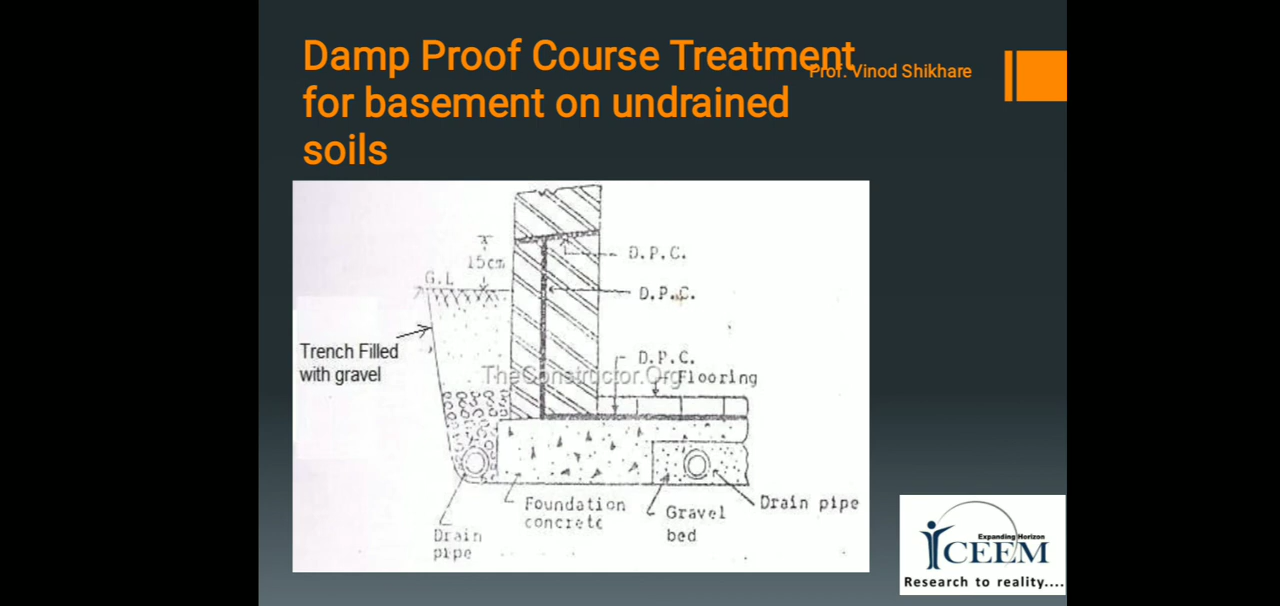 Damp Proof Course Treatment
Prof. Vinod Shikhare
for basement on undrained
soils
D.P.C.
15cm
G.L
D.P.C.
Trench Filled
with gravel
D.P.C.
TheConstructor.Org
Flooring
Foundation
concrete
Gravel
bed
Drain pipe
Drain
pipe
Expanding Horizon
CEEM
Research to reality....